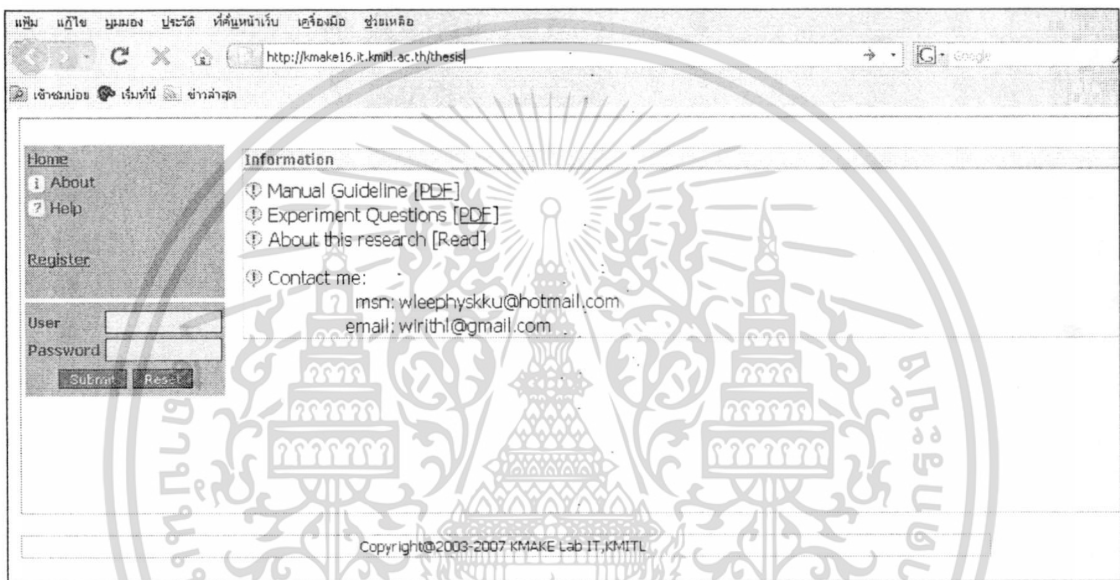 แฟ้ม แก้ไข มุมมอง ประวัติ ที่คั่นหน้าเว็บ เครื่องมือ ช่วยเหลือ
http://kmake16.it.kmitl.ac.th/thesis
Google
เข้าชมบ่อย เริ่มที่นี่ ข่าวล่าสุด
Home
About
Help
Register
User
Password
Submit Reset
Information
Manual Guideline [PDF]
Experiment Questions [PDF]
About this research [Read]
Contact me:
msn: wleephyskku@hotmail.com
email: wirith1@gmail.com
Copyright@2003-2007 KMAKE Lab IT,KMITL